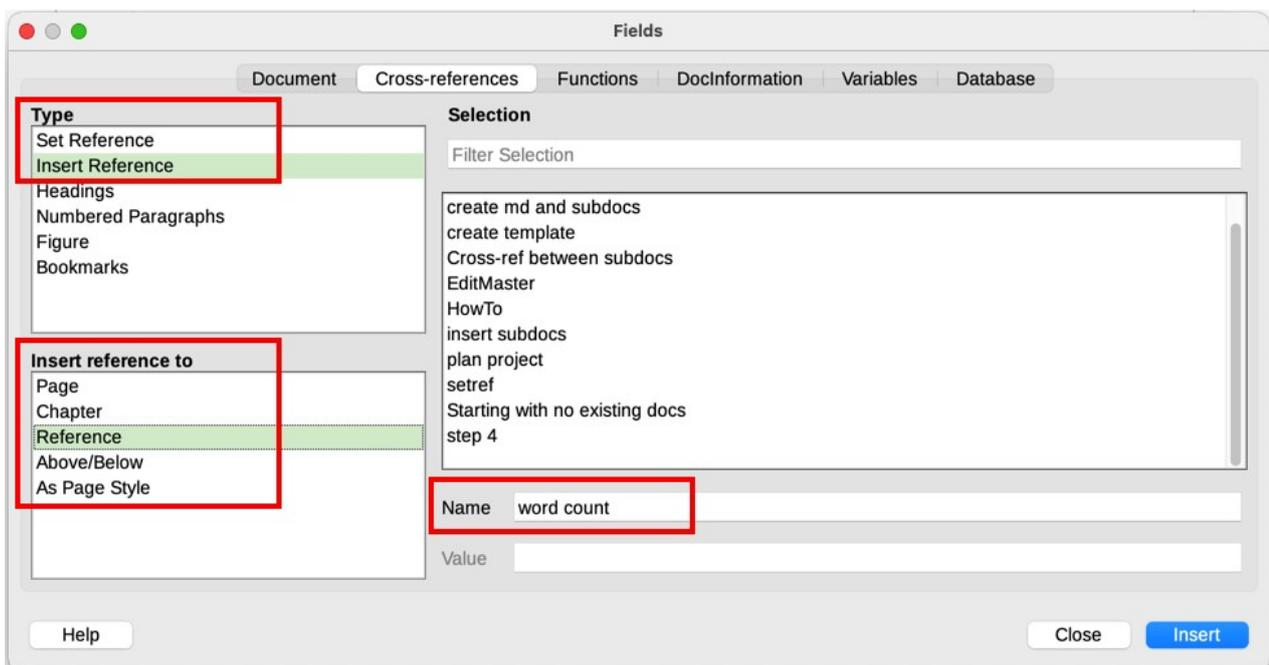 Fields
Document Cross-references Functions DocInformation Variables Database
Type
Set Reference
Insert Reference
Headings
Numbered Paragraphs
Figure
Bookmarks
Insert reference to
Page
Chapter
Reference
Above/Below
As Page Style
Selection
Filter Selection
create md and subdocs
create template
Cross-ref between subdocs
EditMaster
HowTo
insert subdocs
plan project
setref
Starting with no existing docs
step 4
Name word count
Value
Help Close Insert